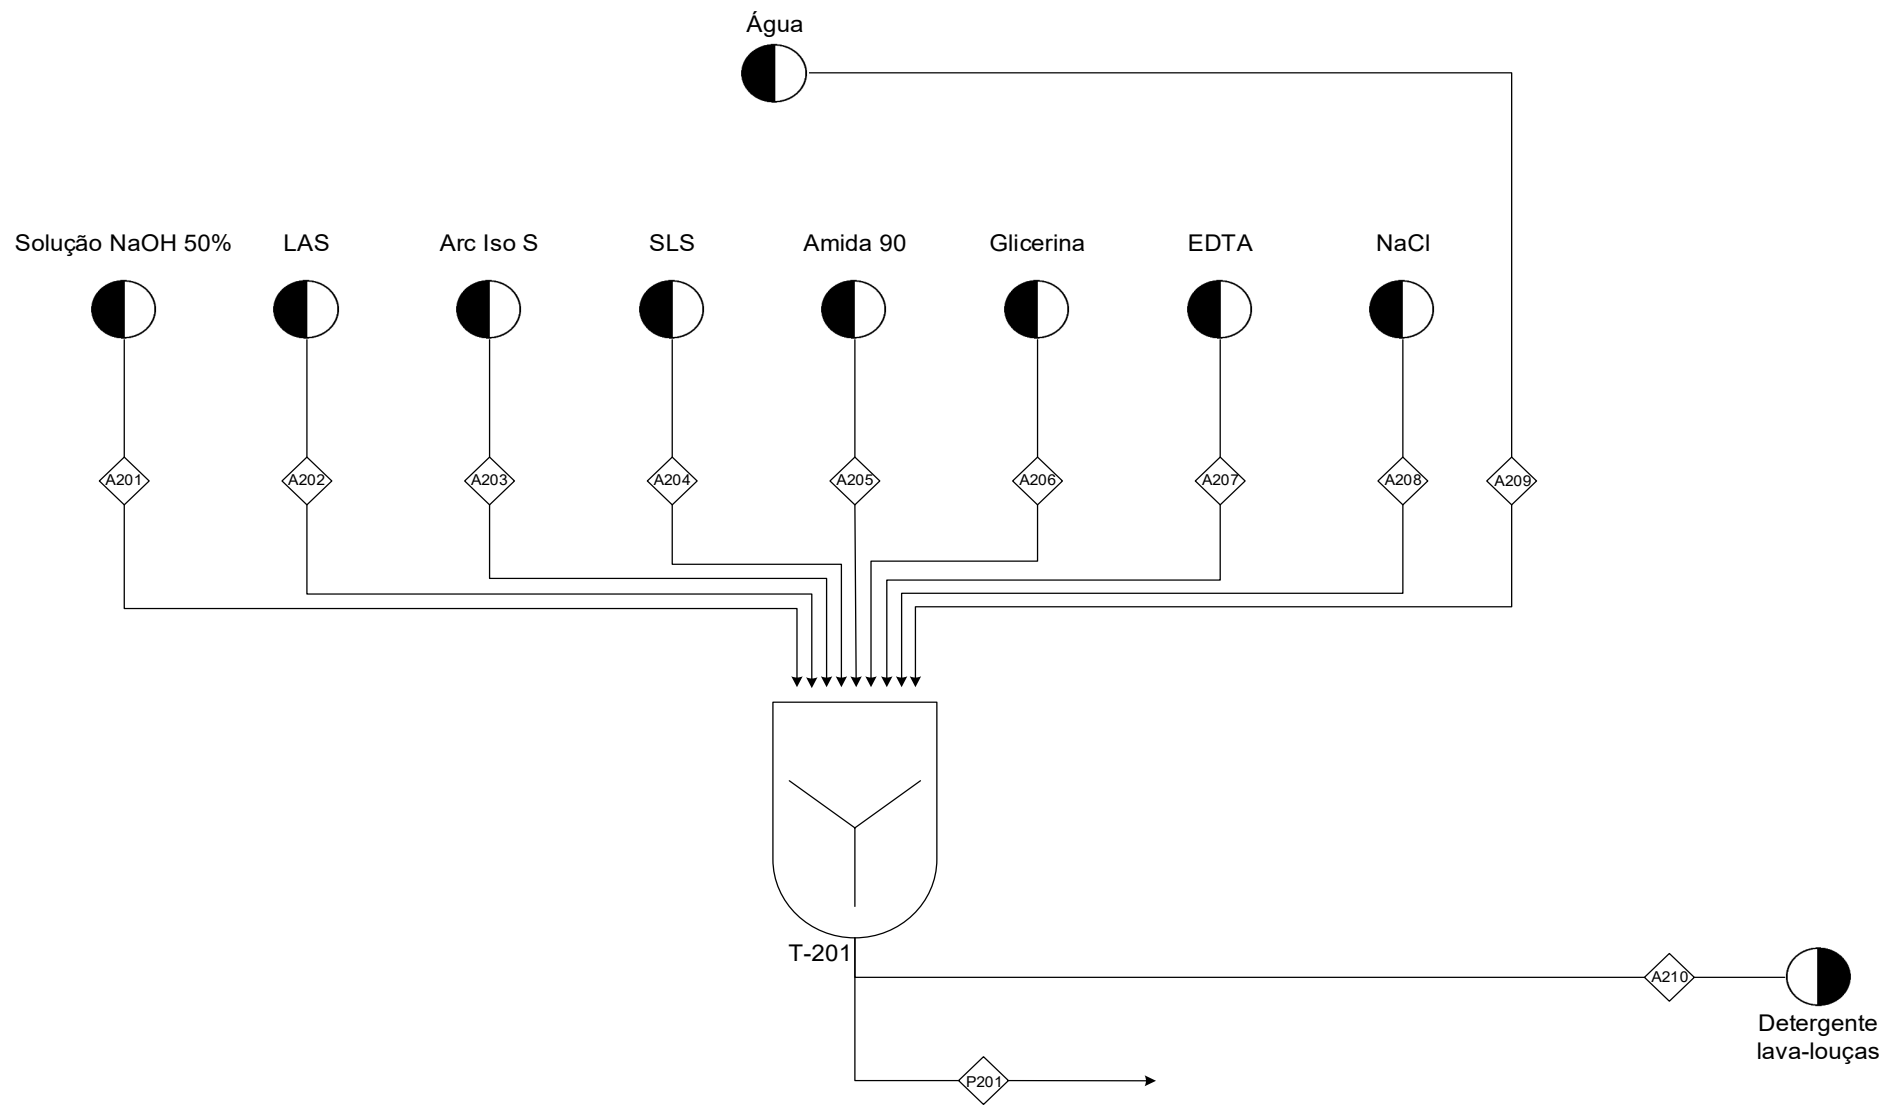 Água
Solução NaOH 50%
LAS
Arc Iso S
SLS
Amida 90
Glicerina
EDTA
NaCl
A201
A202
A203
A204
A205
A206
A207
A208
A209
T-201
A210
Detergente
lava-louças
P201